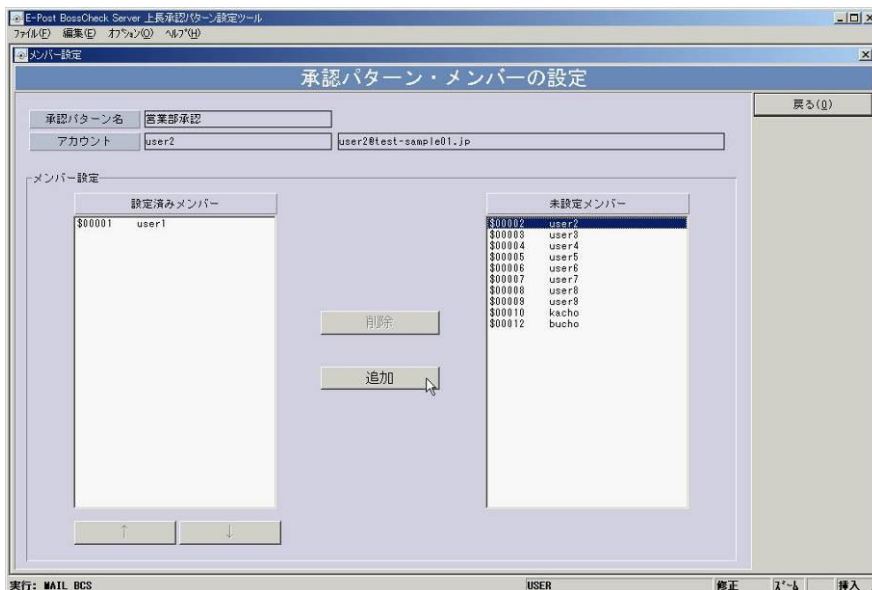 E-Post BossCheck Server 上長承認パターン設定ツール
ファイル(F) 編集(E) オプション(O) ヘルプ(H)
メンバー設定
承認パターン・メンバーの設定
戻る(Q)
承認パターン名 営業部承認
アカウント user2 user2@test-sample01.jp
メンバー設定
設定済みメンバー
$00001 user1
削除
追加
↑ ↓
未設定メンバー
$00002 user2
$00003 user3
$00004 user4
$00005 user5
$00006 user6
$00007 user7
$00008 user8
$00009 user9
$00010 kacho
$00012 bucho
実行: MAIL BCS USER 修正 ズーム 挿入